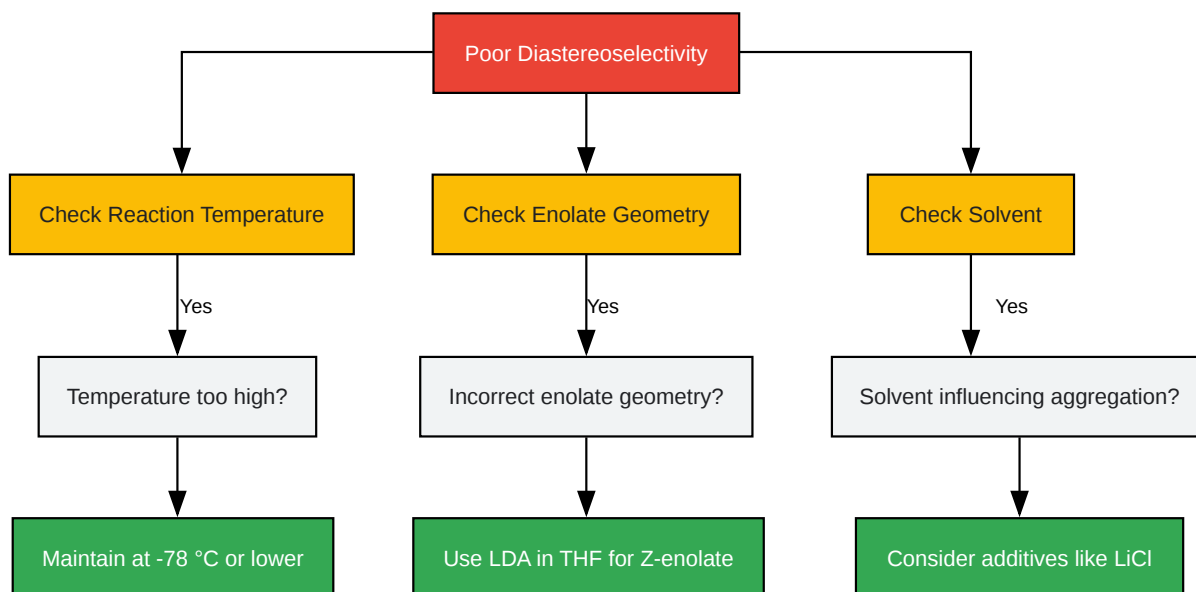 Poor Diastereoselectivity
Check Reaction Temperature
Check Enolate Geometry
Check Solvent
Yes
Yes
Yes
Temperature too high?
Incorrect enolate geometry?
Solvent influencing aggregation?
Maintain at -78 °C or lower
Use LDA in THF for Z-enolate
Consider additives like LiCl